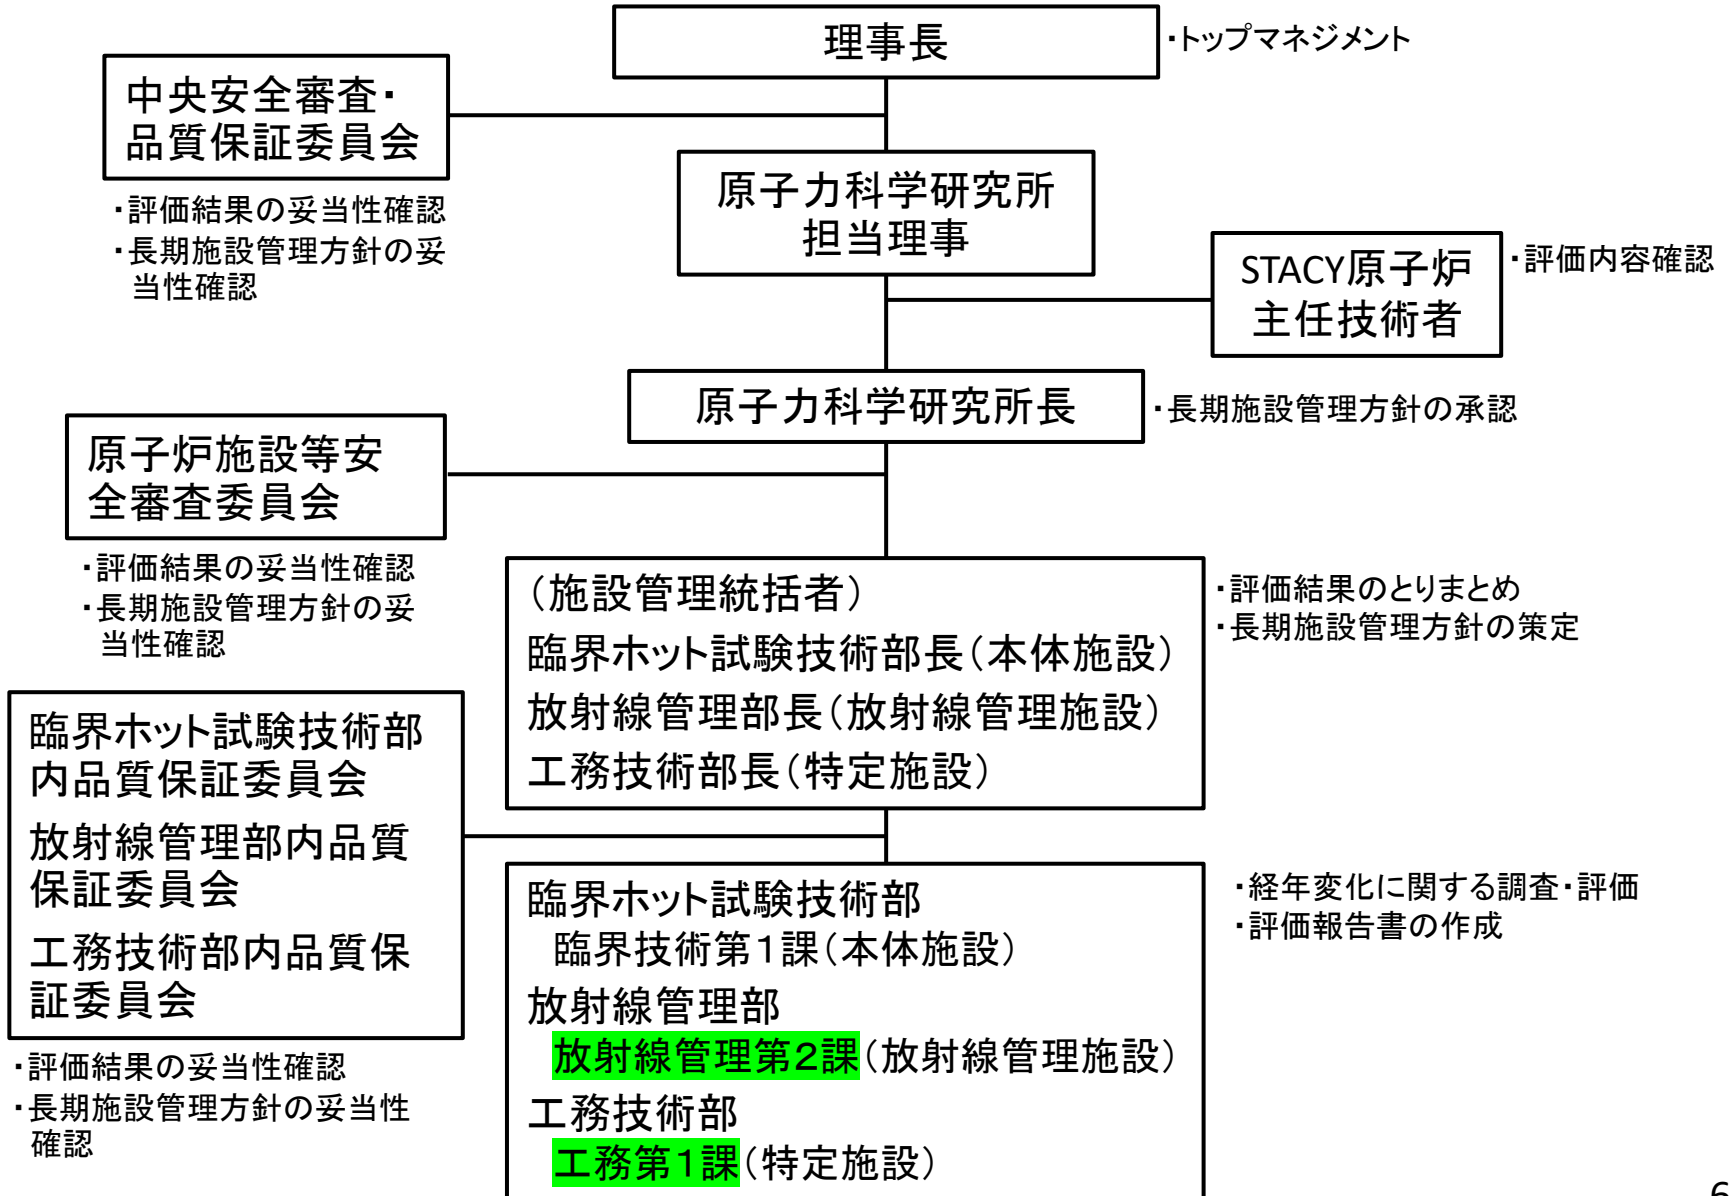 理事長
・トップマネジメント
中央安全審査・
品質保証委員会
・評価結果の妥当性確認
・長期施設管理方針の妥
当性確認
原子力科学研究所
担当理事
STACY原子炉
主任技術者
・評価内容確認
原子力科学研究所長
・長期施設管理方針の承認
原子炉施設等安
全審査委員会
・評価結果の妥当性確認
・長期施設管理方針の妥
当性確認
（施設管理統括者）
臨界ホット試験技術部長（本体施設）
放射線管理部長（放射線管理施設）
工務技術部長（特定施設）
・評価結果のとりまとめ
・長期施設管理方針の策定
臨界ホット試験技術部
内品質保証委員会
放射線管理部内品質
保証委員会
工務技術部内品質保
証委員会
・評価結果の妥当性確認
・長期施設管理方針の妥当性
確認
臨界ホット試験技術部
臨界技術第１課（本体施設）
放射線管理部
放射線管理第２課（放射線管理施設）
工務技術部
工務第１課（特定施設）
・経年変化に関する調査・評価
・評価報告書の作成
6